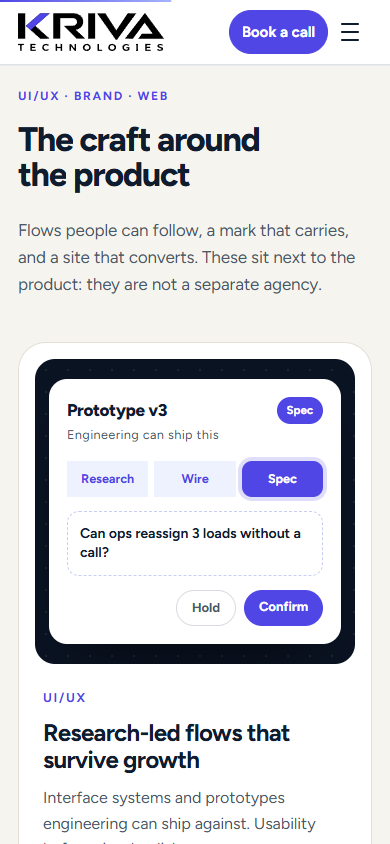 KRIVA
TECHNOLOGIES
Book a call
UI/UX · BRAND · WEB
The craft around
the product
Flows people can follow, a mark that carries,
and a site that converts. These sit next to the
product: they are not a separate agency.
Prototype v3
Spec
Engineering can ship this
Research
Wire
Spec
Can ops reassign 3 loads without a
call?
Hold
Confirm
UI/UX
Research-led flows that
survive growth
Interface systems and prototypes
engineering can ship against. Usability